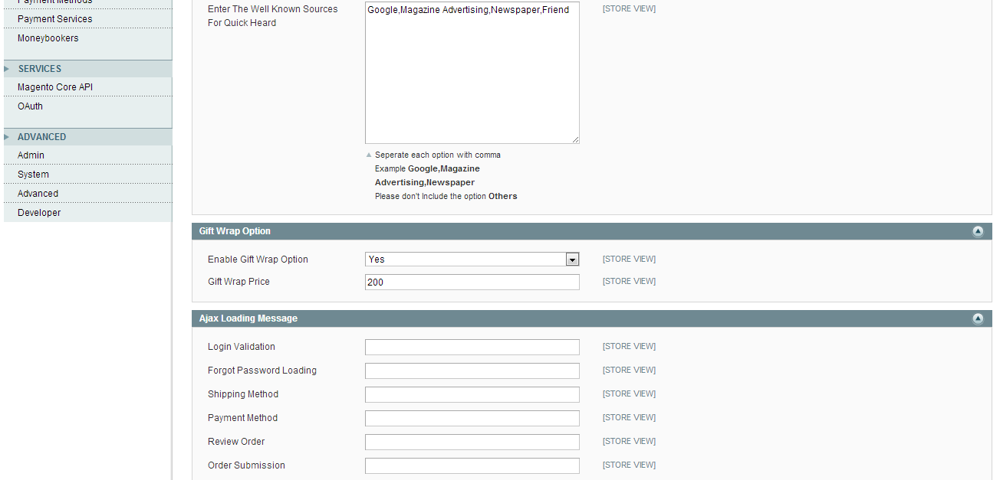 Payment Methods
Payment Services
Moneybookers
SERVICES
Magento Core API
OAuth
ADVANCED
Admin
System
Advanced
Developer
Enter The Well Known Sources
For Quick Heard
Google,Magazine Advertising,Newspaper,Friend
[STORE VIEW]
Seperate each option with comma
Example Google,Magazine
Advertising,Newspaper
Please don't Include the option Others
Gift Wrap Option
Enable Gift Wrap Option Yes [STORE VIEW]
Gift Wrap Price 200 [STORE VIEW]
Ajax Loading Message
Login Validation [STORE VIEW]
Forgot Password Loading [STORE VIEW]
Shipping Method [STORE VIEW]
Payment Method [STORE VIEW]
Review Order [STORE VIEW]
Order Submission [STORE VIEW]